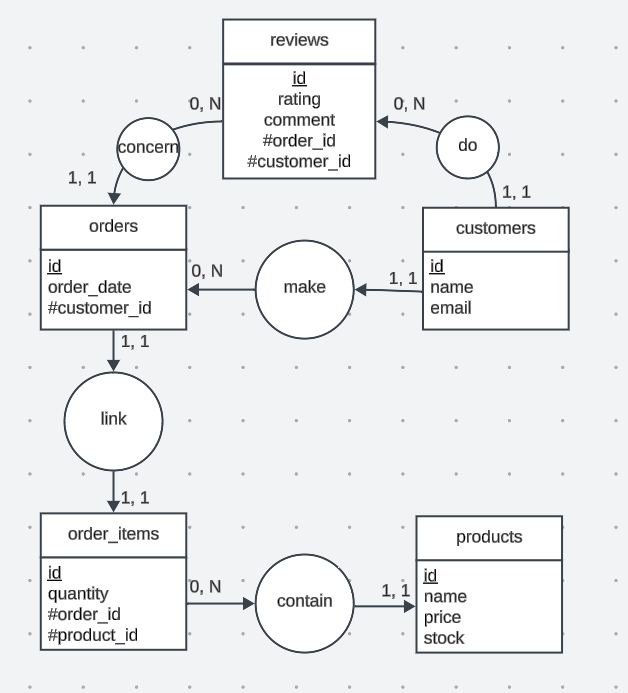 reviews
id
rating
comment
#order_id
#customer_id
0, N
0, N
concern
do
1, 1
1, 1
orders
id
order_date
#customer_id
0, N
make
1, 1
customers
id
name
email
1, 1
link
1, 1
order_items
id
quantity
#order_id
#product_id
0, N
contain
1, 1
products
id
name
price
stock